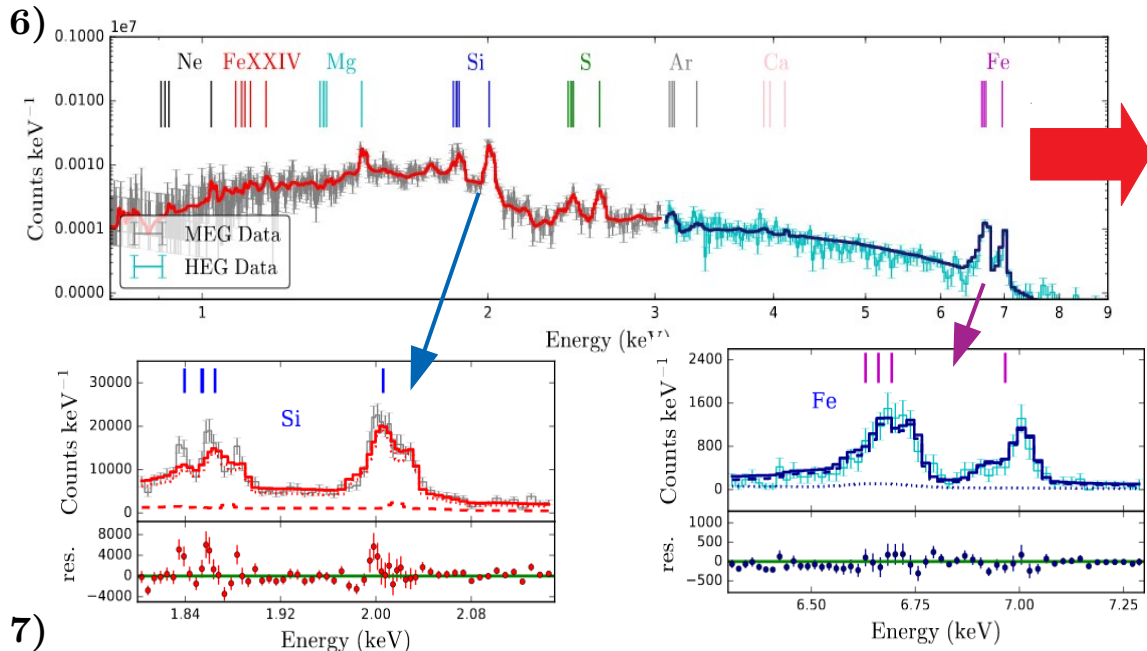 6)
1e7
0.1000
0.0100
0.0010
0.0001
0.0000
Counts keV⁻¹
Ne FeXXIV Mg Si S Ar Ca Fe
MEG Data
HEG Data
1 2 3 4 5 6 7 8 9
Energy (keV)
30000
20000
10000
0
Counts keV⁻¹
Si
8000
4000
0
−4000
res.
1.84 1.92 2.00 2.08
Energy (keV)
2400
1600
800
0
Counts keV⁻¹
Fe
1000
500
0
−500
res.
6.50 6.75 7.00 7.25
Energy (keV)
7)